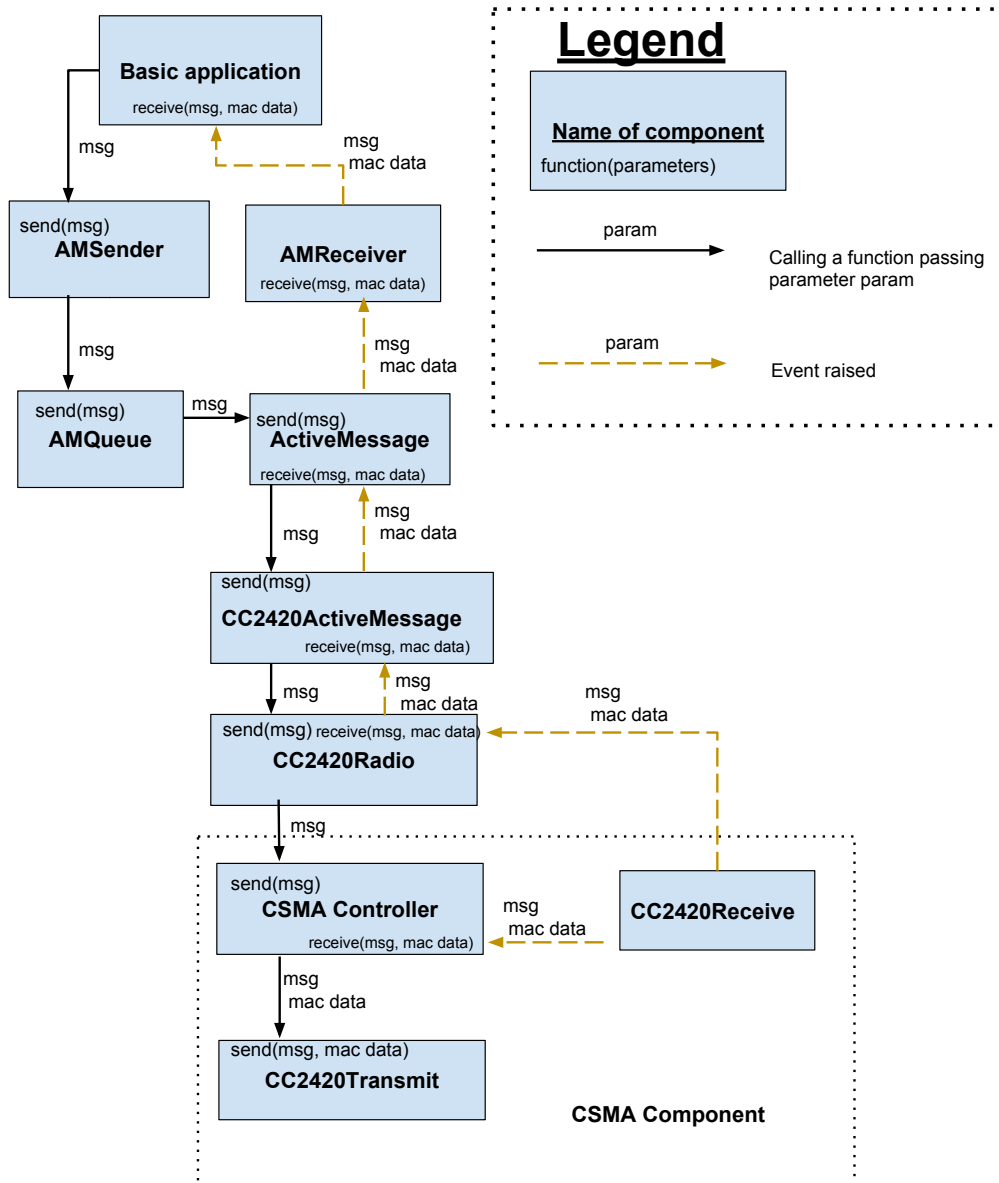 Legend
Name of component
function(parameters)
param
Calling a function passing
parameter param
param
Event raised
Basic application
receive(msg, mac data)
msg
msg
mac data
send(msg)
AMSender
AMReceiver
receive(msg, mac data)
msg
msg
mac data
send(msg)
AMQueue
msg
send(msg)
ActiveMessage
receive(msg, mac data)
msg
msg
mac data
send(msg)
CC2420ActiveMessage
receive(msg, mac data)
msg
msg
mac data
msg
mac data
send(msg) receive(msg, mac data)
CC2420Radio
msg
send(msg)
CSMA Controller
receive(msg, mac data)
msg
mac data
CC2420Receive
msg
mac data
send(msg, mac data)
CC2420Transmit
CSMA Component